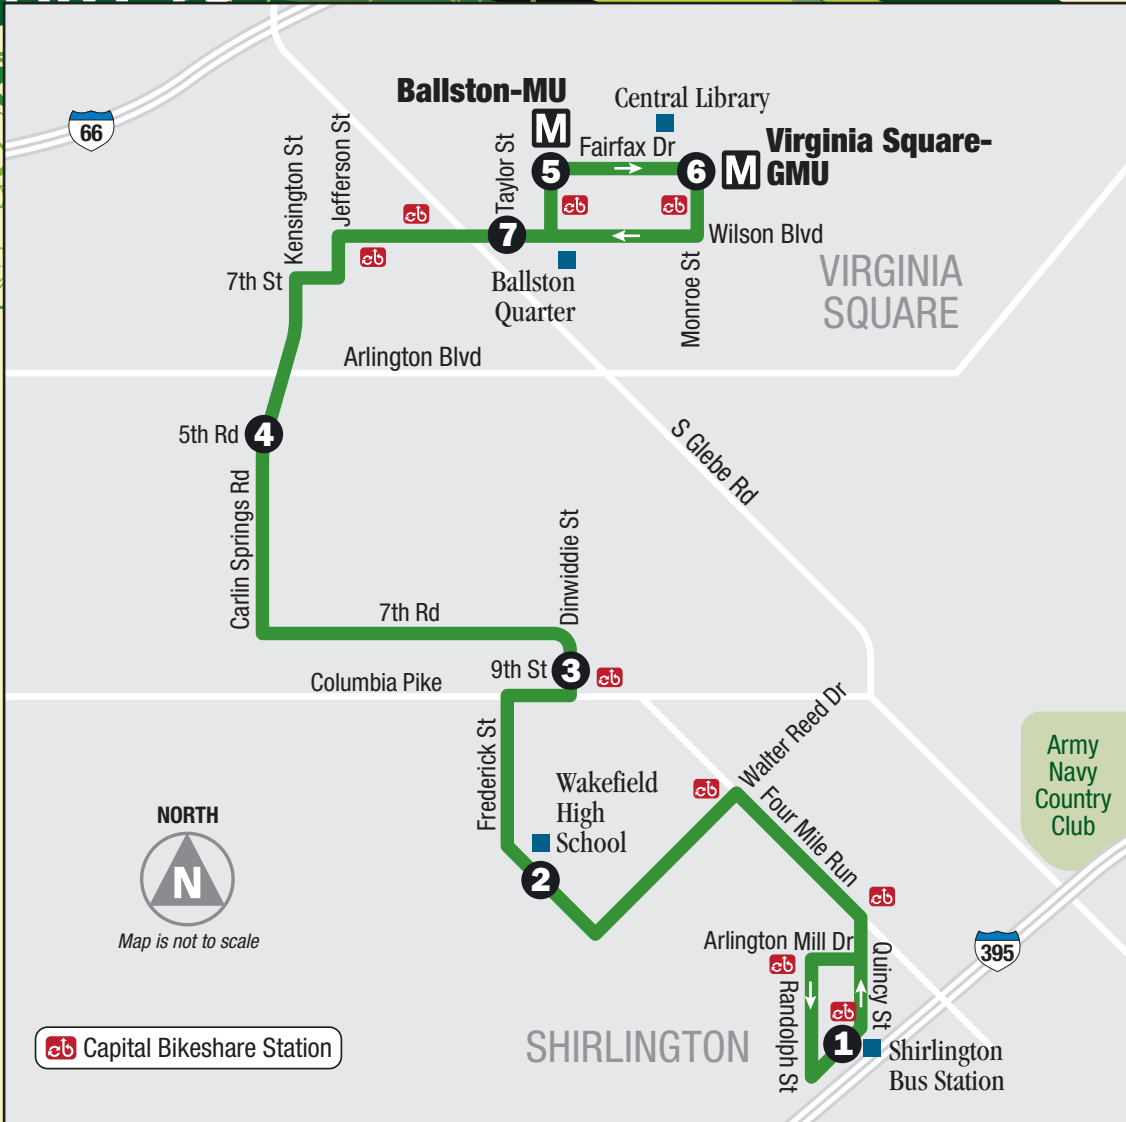 66
Ballston-MU
M
Central Library
Fairfax Dr
Virginia Square-
GMU
M
5
6
Taylor St
Jefferson St
Kensington St
7
Wilson Blvd
Monroe St
7th St
Ballston
Quarter
VIRGINIA
SQUARE
Arlington Blvd
5th Rd
4
S Glebe Rd
Carlin Springs Rd
Dinwiddie St
7th Rd
9th St
3
Columbia Pike
Frederick St
Walter Reed Dr
Wakefield
High
School
2
Four Mile Run
Army
Navy
Country
Club
NORTH
N
Map is not to scale
Arlington Mill Dr
Quincy St
Randolph St
395
1
SHIRLINGTON
Shirlington
Bus Station
cb Capital Bikeshare Station